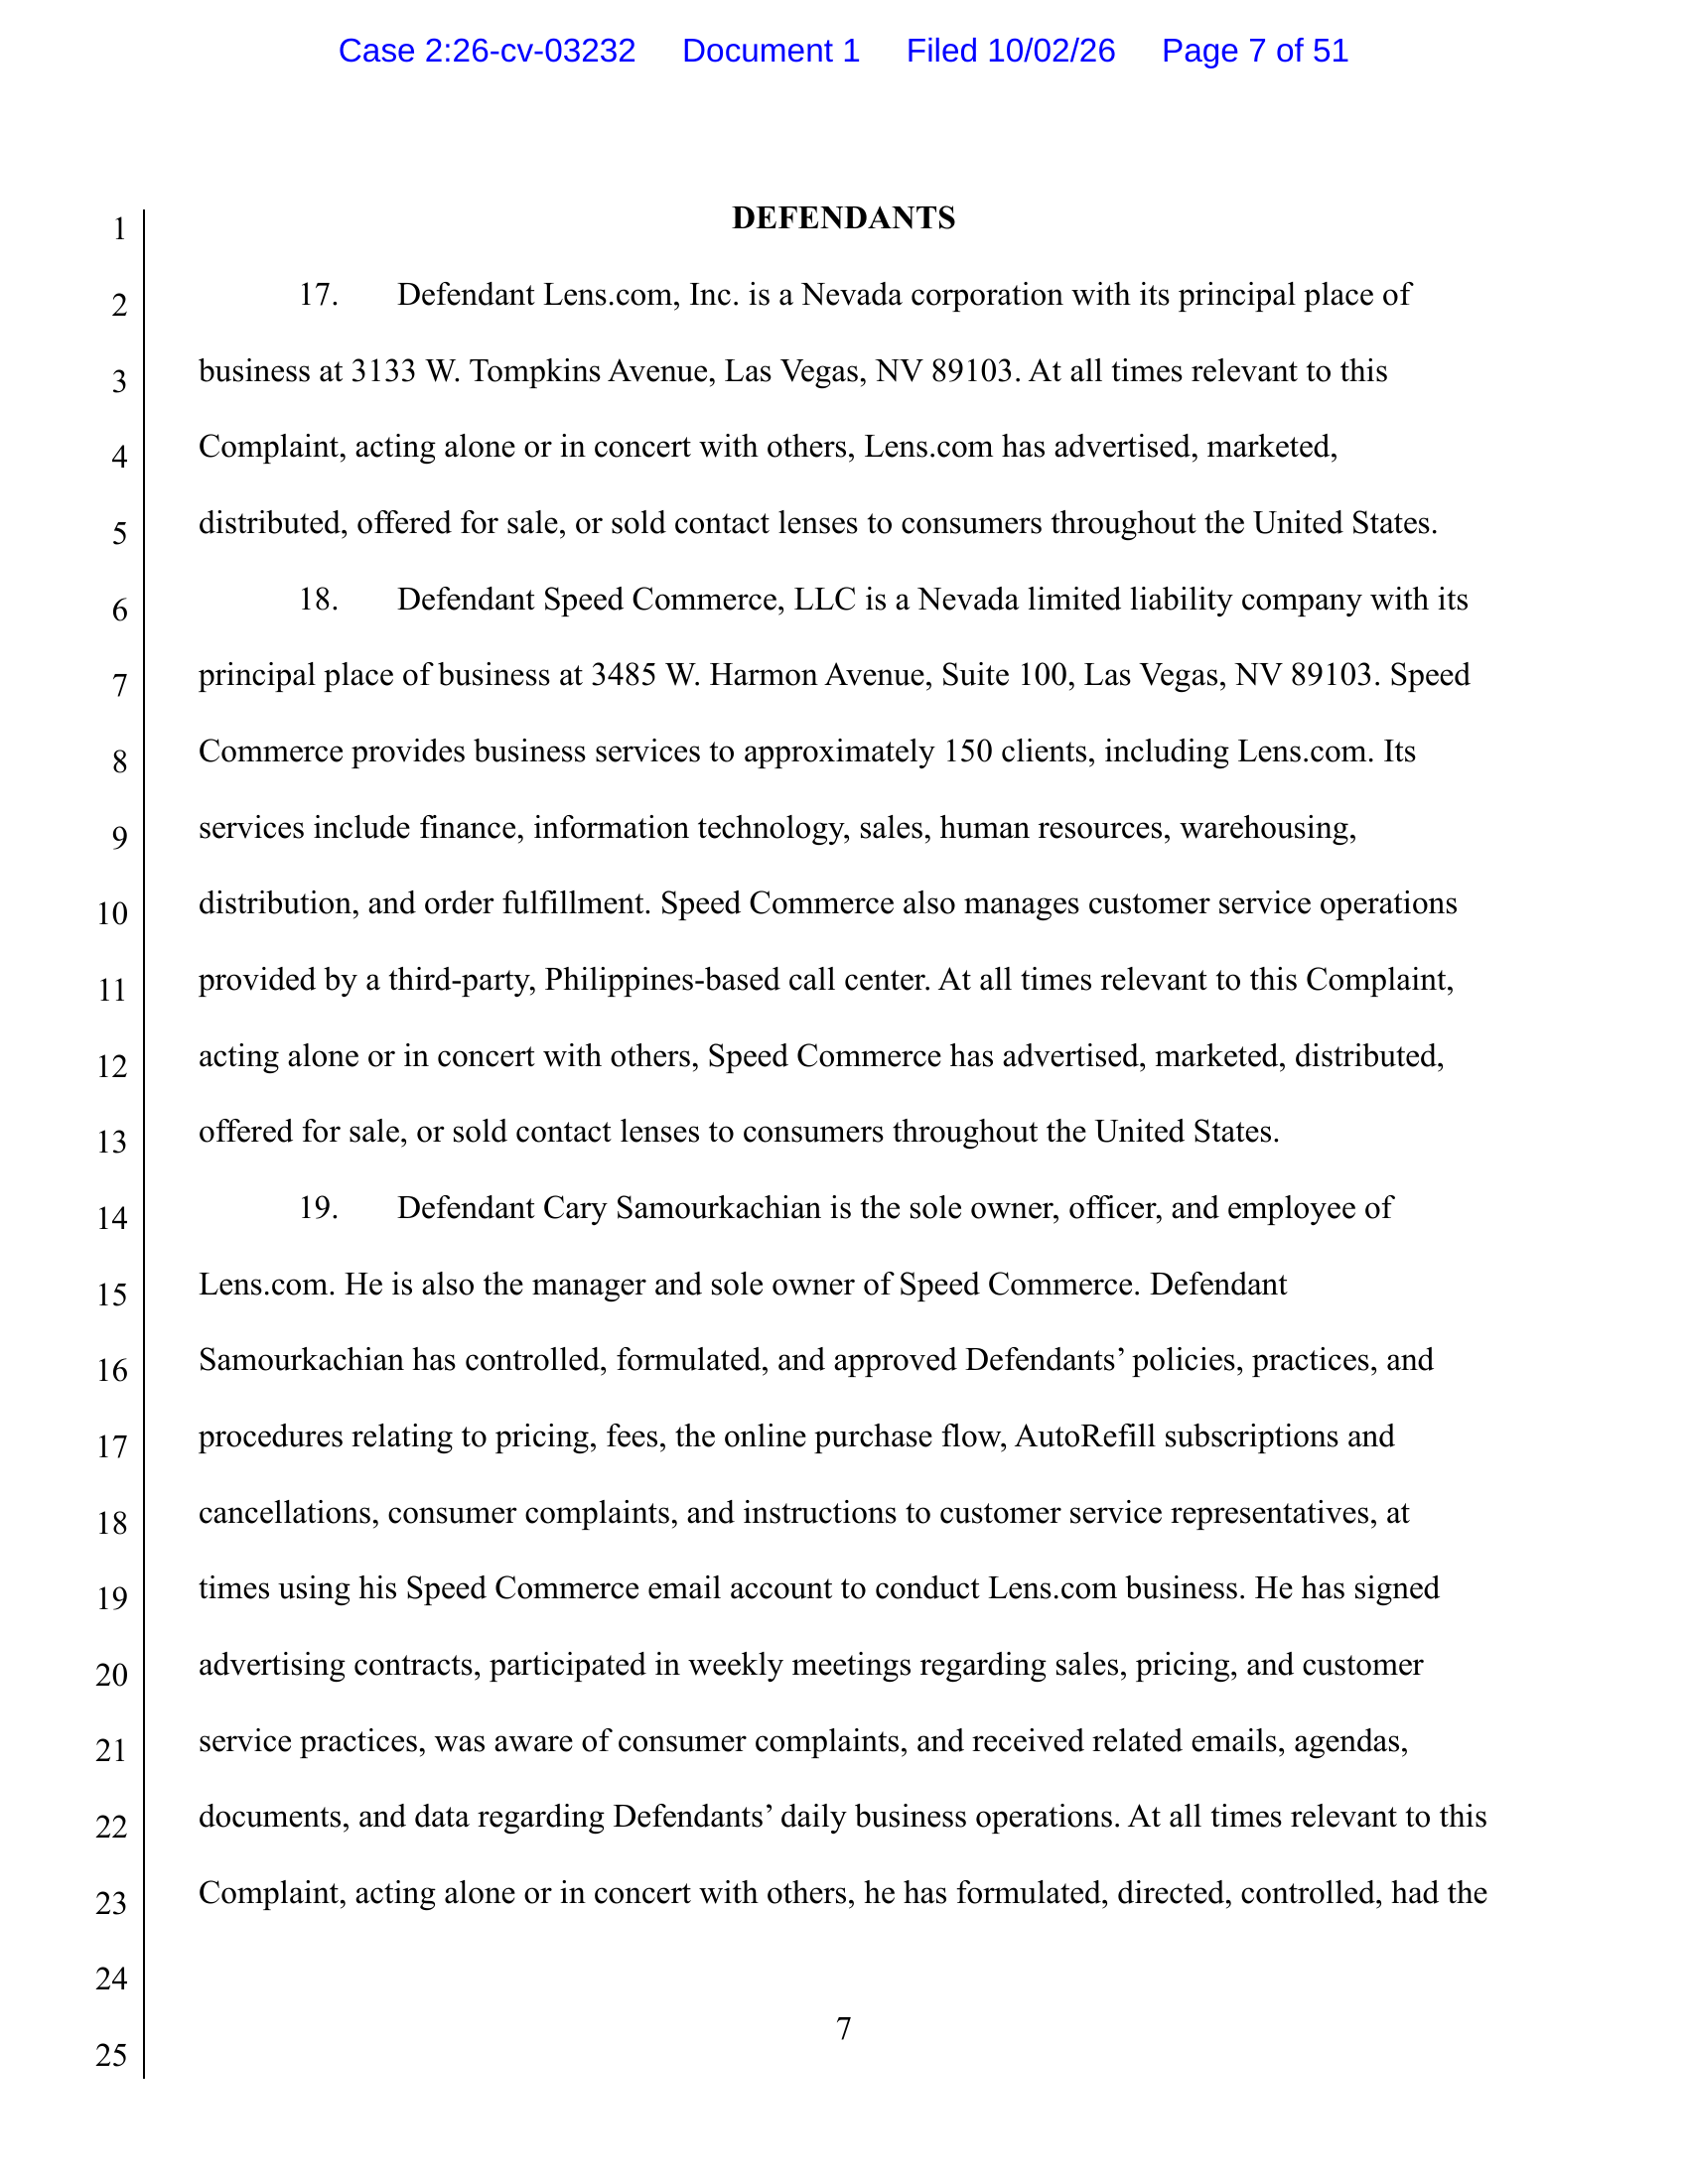 Case 2:26-cv-03232 Document 1 Filed 10/02/26 Page 7 of 51
1 DEFENDANTS
2 17. Defendant Lens.com, Inc. is a Nevada corporation with its principal place of
3 business at 3133 W. Tompkins Avenue, Las Vegas, NV 89103. At all times relevant to this
4 Complaint, acting alone or in concert with others, Lens.com has advertised, marketed,
5 distributed, offered for sale, or sold contact lenses to consumers throughout the United States.
6 18. Defendant Speed Commerce, LLC is a Nevada limited liability company with its
7 principal place of business at 3485 W. Harmon Avenue, Suite 100, Las Vegas, NV 89103. Speed
8 Commerce provides business services to approximately 150 clients, including Lens.com. Its
9 services include finance, information technology, sales, human resources, warehousing,
10 distribution, and order fulfillment. Speed Commerce also manages customer service operations
11 provided by a third-party, Philippines-based call center. At all times relevant to this Complaint,
12 acting alone or in concert with others, Speed Commerce has advertised, marketed, distributed,
13 offered for sale, or sold contact lenses to consumers throughout the United States.
14 19. Defendant Cary Samourkachian is the sole owner, officer, and employee of
15 Lens.com. He is also the manager and sole owner of Speed Commerce. Defendant
16 Samourkachian has controlled, formulated, and approved Defendants’ policies, practices, and
17 procedures relating to pricing, fees, the online purchase flow, AutoRefill subscriptions and
18 cancellations, consumer complaints, and instructions to customer service representatives, at
19 times using his Speed Commerce email account to conduct Lens.com business. He has signed
20 advertising contracts, participated in weekly meetings regarding sales, pricing, and customer
21 service practices, was aware of consumer complaints, and received related emails, agendas,
22 documents, and data regarding Defendants’ daily business operations. At all times relevant to this
23 Complaint, acting alone or in concert with others, he has formulated, directed, controlled, had the
24
7
25